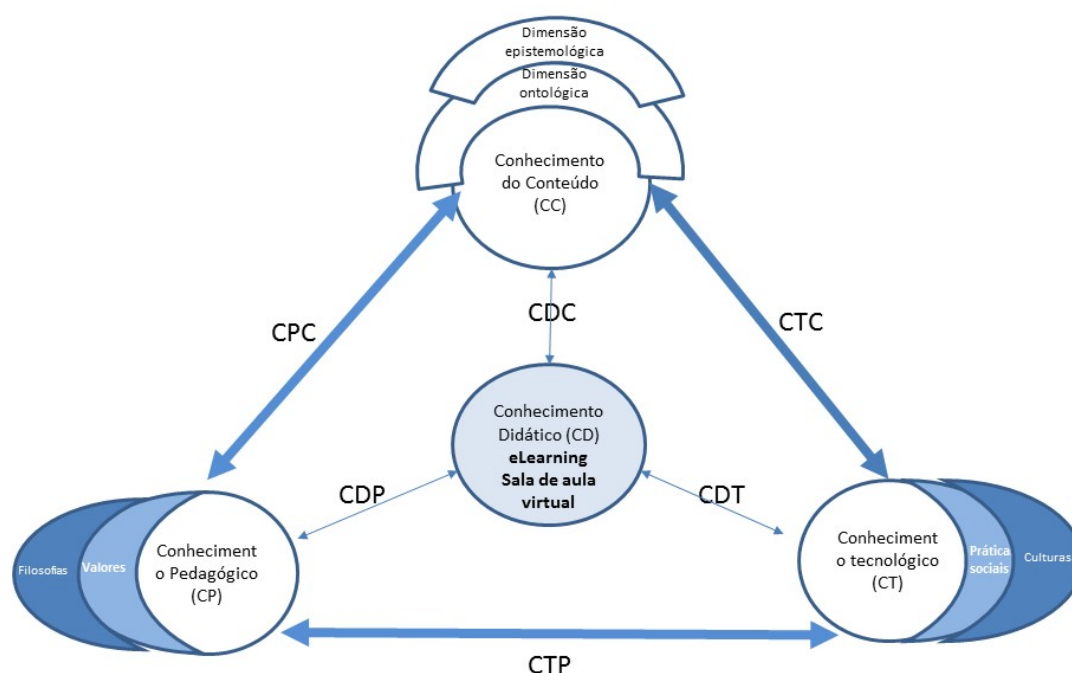 Dimensão
epistemológica
Dimensão
ontológica
Conhecimento
do Conteúdo
(CC)
CPC
CDC
CTC
Conhecimento
Didático (CD)
eLearning
Sala de aula
virtual
CDP
CDT
Filosofias
Valores
Conheciment
o Pedagógico
(CP)
Conheciment
o tecnológico
(CT)
Prática
sociais
Culturas
CTP